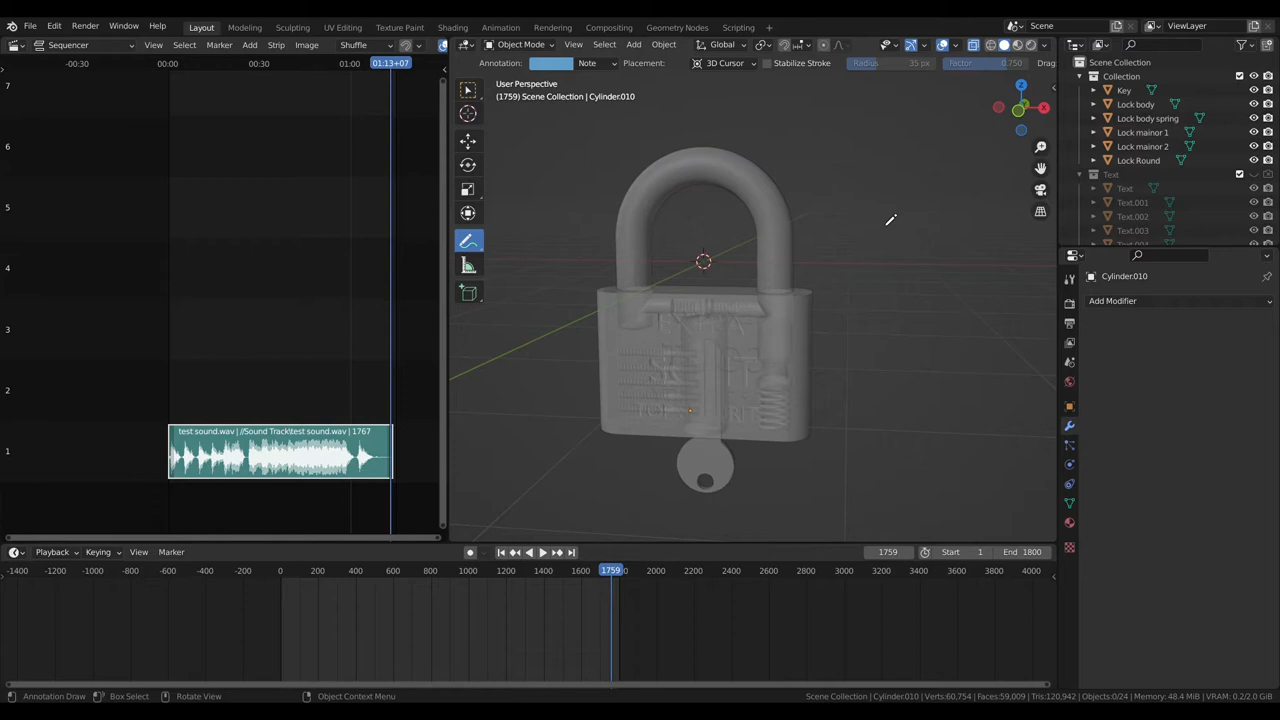 File Edit Render Window Help Layout Modeling Sculpting UV Editing Texture Paint Shading Animation Rendering Compositing Geometry Nodes Scripting + Scene ViewLayer
Sequencer View Select Marker Add Strip Image Shuffle Object Mode View Select Add Object Global
-00:30 00:00 00:30 01:00 01:13+07 Annotation: Note Placement: 3D Cursor Stabilize Stroke Radius 35 px Factor 0.750 Drag
Scene Collection
Collection
Key
Lock body
Lock body spring
Lock mainor 1
Lock mainor 2
Lock Round
Text
Text
Text.001
Text.002
Text.003
Text.004
User Perspective
(1759) Scene Collection | Cylinder.010
X
Z
7
6
5
4
3
2
1
test sound.wav | //Sound Track\test sound.wav | 1767
Cylinder.010
Add Modifier
Playback Keying View Marker 1759 Start 1 End 1800
-1400 -1200 -1000 -800 -600 -400 -200 0 200 400 600 800 1000 1200 1400 1600 1759 2000 2200 2400 2600 2800 3000 3200 3400 3600 3800 4000
Annotation Draw Box Select Rotate View Object Context Menu Scene Collection | Cylinder.010 | Verts:60,754 | Faces:59,009 | Tris:120,942 | Objects:0/24 | Memory: 48.4 MiB | VRAM: 0.2/2.0 GiB